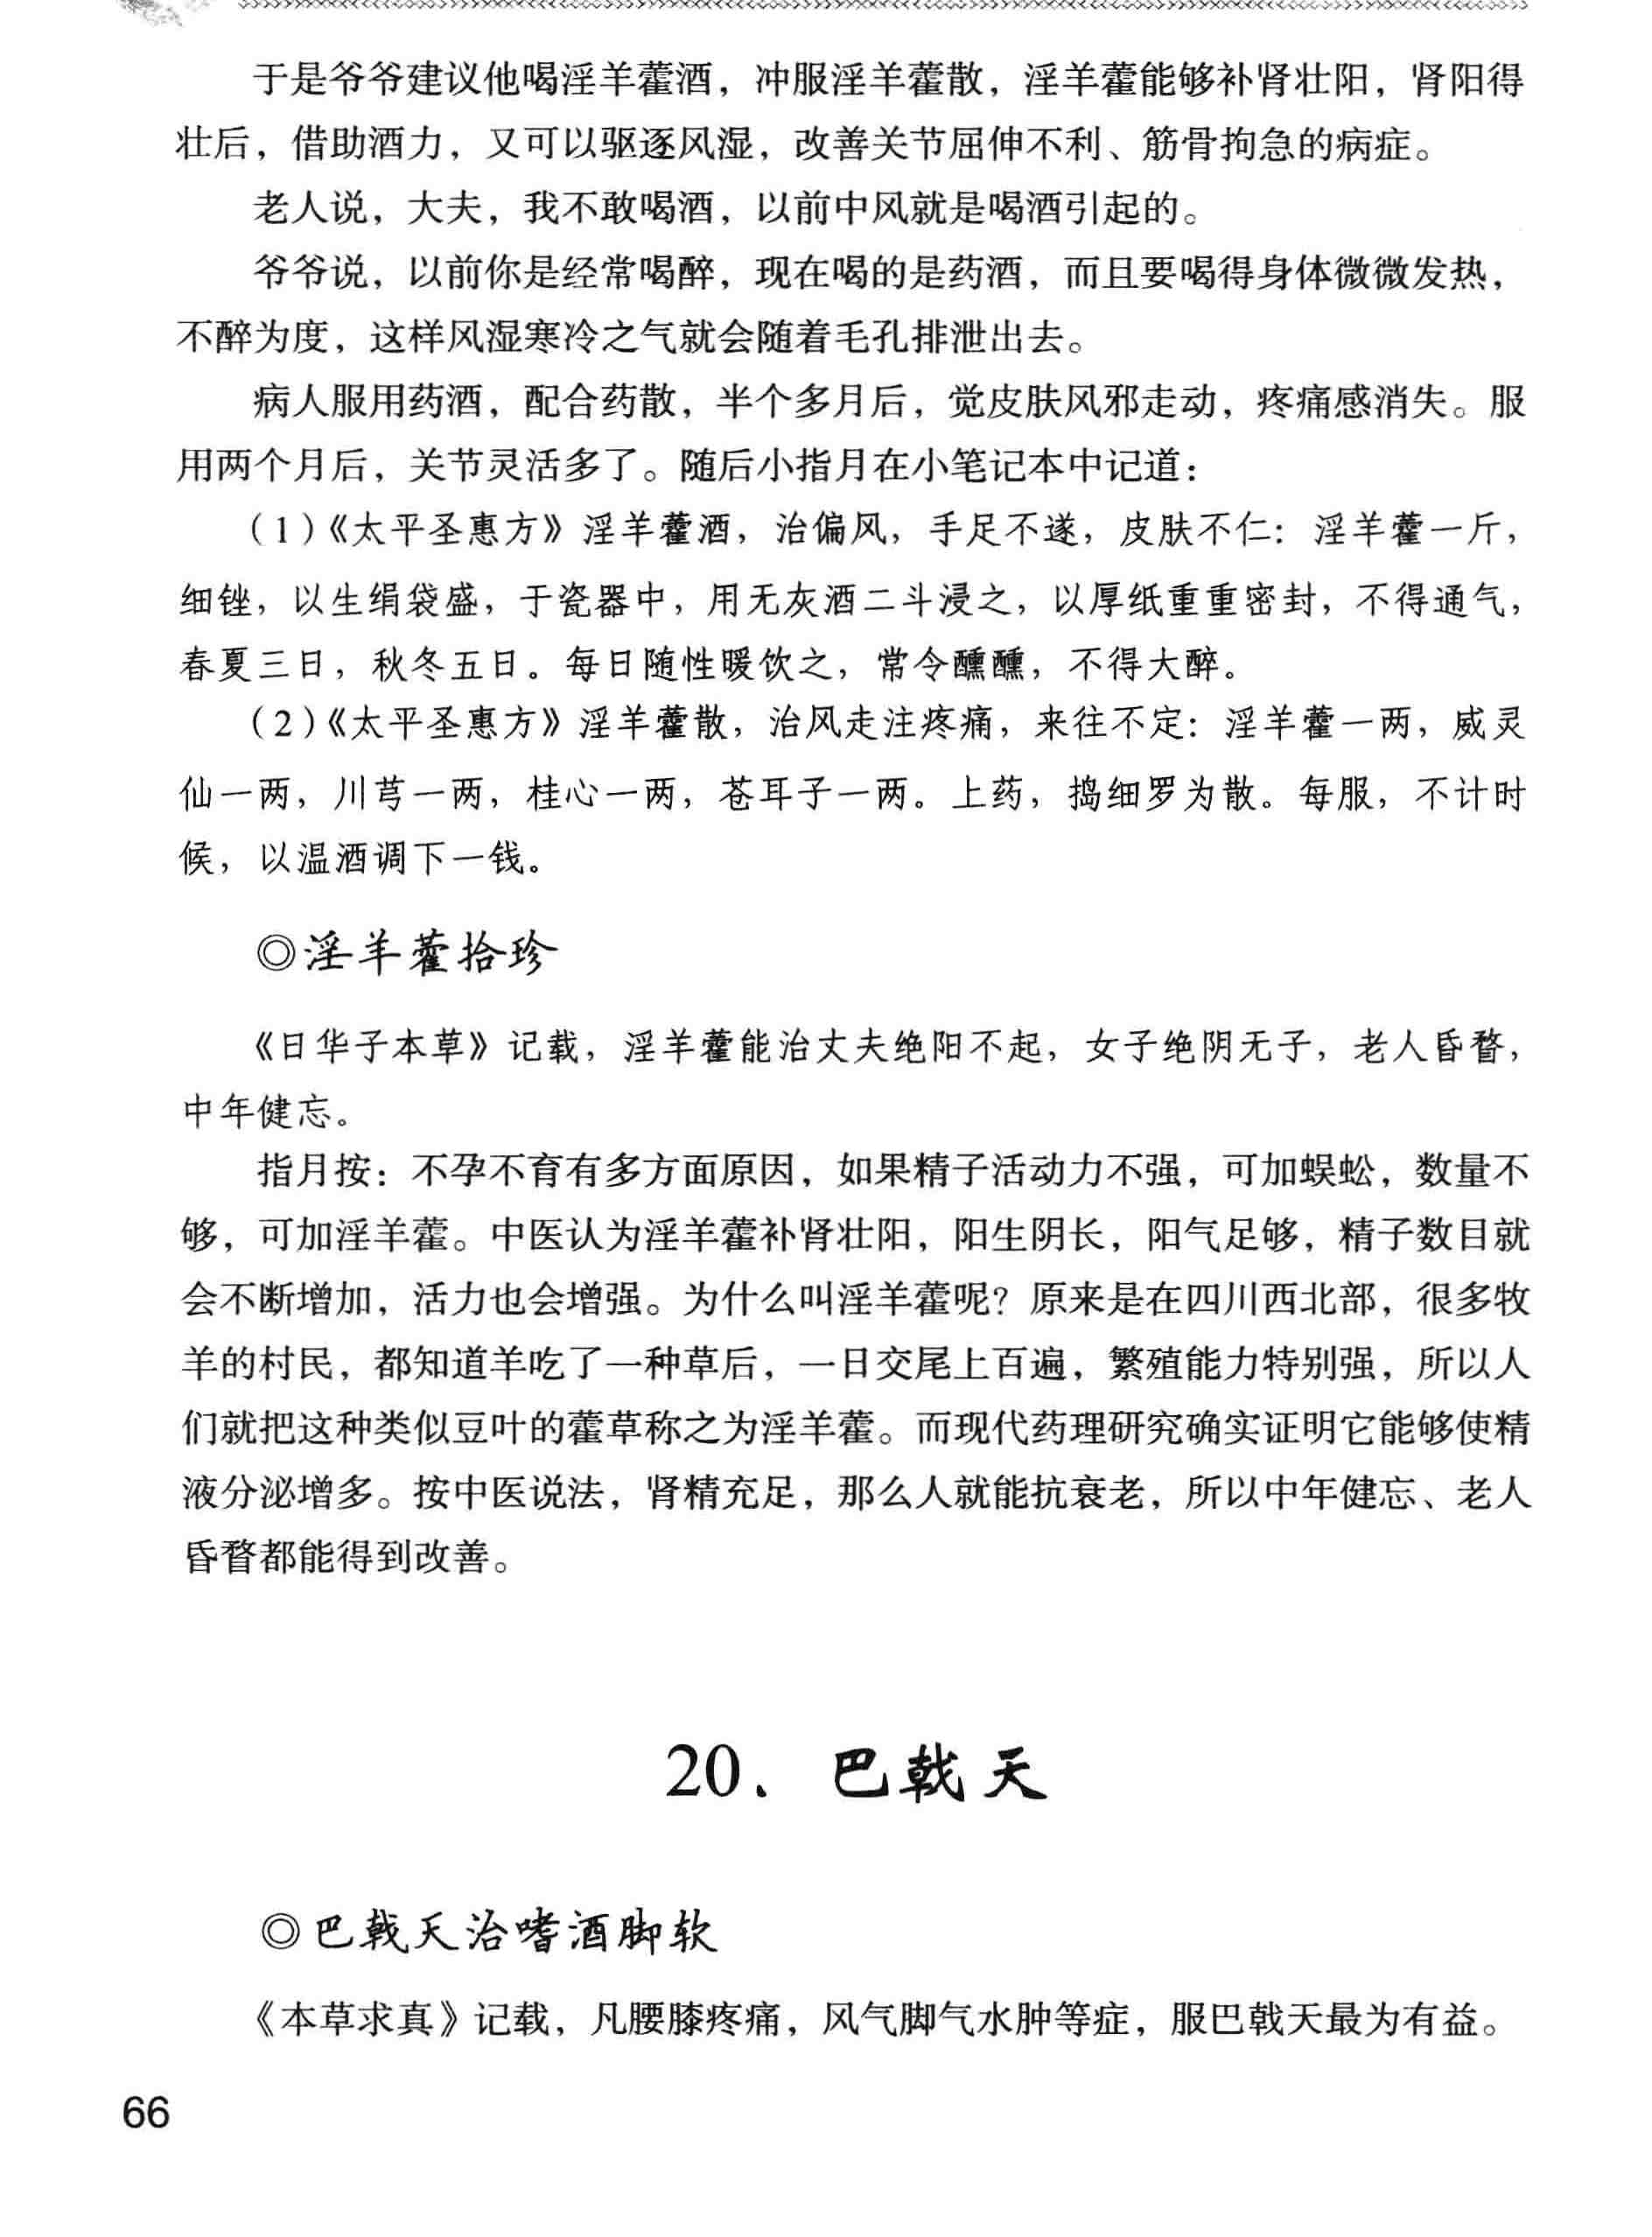 于是爷爷建议他喝淫羊藿酒，冲服淫羊藿散，淫羊藿能够补肾壮阳，肾阳得
壮后，借助酒力，又可以驱逐风湿，改善关节屈伸不利、筋骨拘急的病症。
老人说，大夫，我不敢喝酒，以前中风就是喝酒引起的。
爷爷说，以前你是经常喝醉，现在喝的是药酒，而且要喝得身体微微发热，
不醉为度，这样风湿寒冷之气就会随着毛孔排泄出去。
病人服用药酒，配合药散，半个多月后，觉皮肤风邪走动，疼痛感消失。服
用两个月后，关节灵活多了。随后小指月在小笔记本中记道：
（1）《太平圣惠方》淫羊藿酒，治偏风，手足不遂，皮肤不仁：淫羊藿一斤，
细锉，以生绢袋盛，于瓷器中，用无灰酒二斗浸之，以厚纸重重密封，不得通气，
春夏三日，秋冬五日。每日随性暖饮之，常令醺醺，不得大醉。
（2）《太平圣惠方》淫羊藿散，治风走注疼痛，来往不定：淫羊藿一两，威灵
仙一两，川芎一两，桂心一两，苍耳子一两。上药，捣细罗为散。每服，不计时
候，以温酒调下一钱。
◎淫羊藿拾珍
《日华子本草》记载，淫羊藿能治丈夫绝阳不起，女子绝阴无子，老人昏瞀，
中年健忘。
指月按：不孕不育有多方面原因，如果精子活动力不强，可加蜈蚣，数量不
够，可加淫羊藿。中医认为淫羊藿补肾壮阳，阳生阴长，阳气足够，精子数目就
会不断增加，活力也会增强。为什么叫淫羊藿呢？原来是在四川西北部，很多牧
羊的村民，都知道羊吃了一种草后，一日交尾上百遍，繁殖能力特别强，所以人
们就把这种类似豆叶的藿草称之为淫羊藿。而现代药理研究确实证明它能够使精
液分泌增多。按中医说法，肾精充足，那么人就能抗衰老，所以中年健忘、老人
昏瞀都能得到改善。
20．巴戟天
◎巴戟天治嗜酒脚软
《本草求真》记载，凡腰膝疼痛，风气脚气水肿等症，服巴戟天最为有益。
66